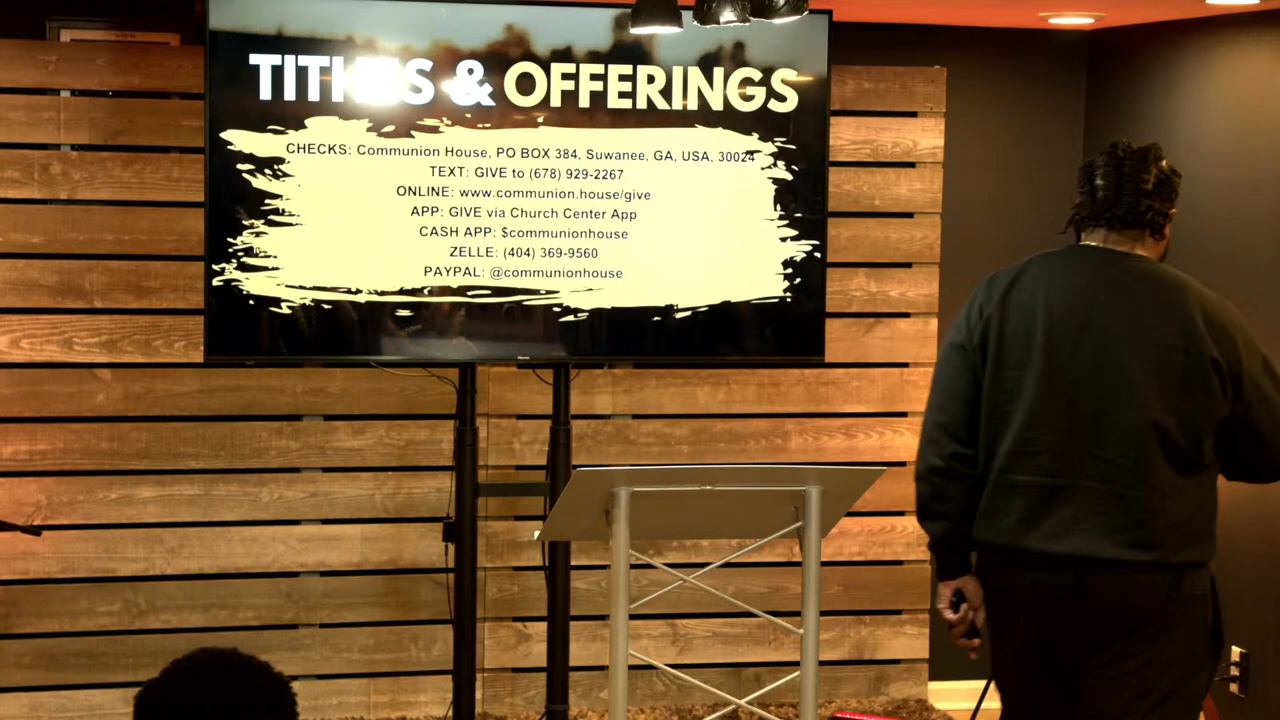 TITHES & OFFERINGS
CHECKS: Communion House, PO BOX 384, Suwanee, GA, USA, 30024
TEXT: GIVE to (678) 929-2267
ONLINE: www.communion.house/give
APP: GIVE via Church Center App
CASH APP: $communionhouse
ZELLE: (404) 369-9560
PAYPAL: @communionhouse